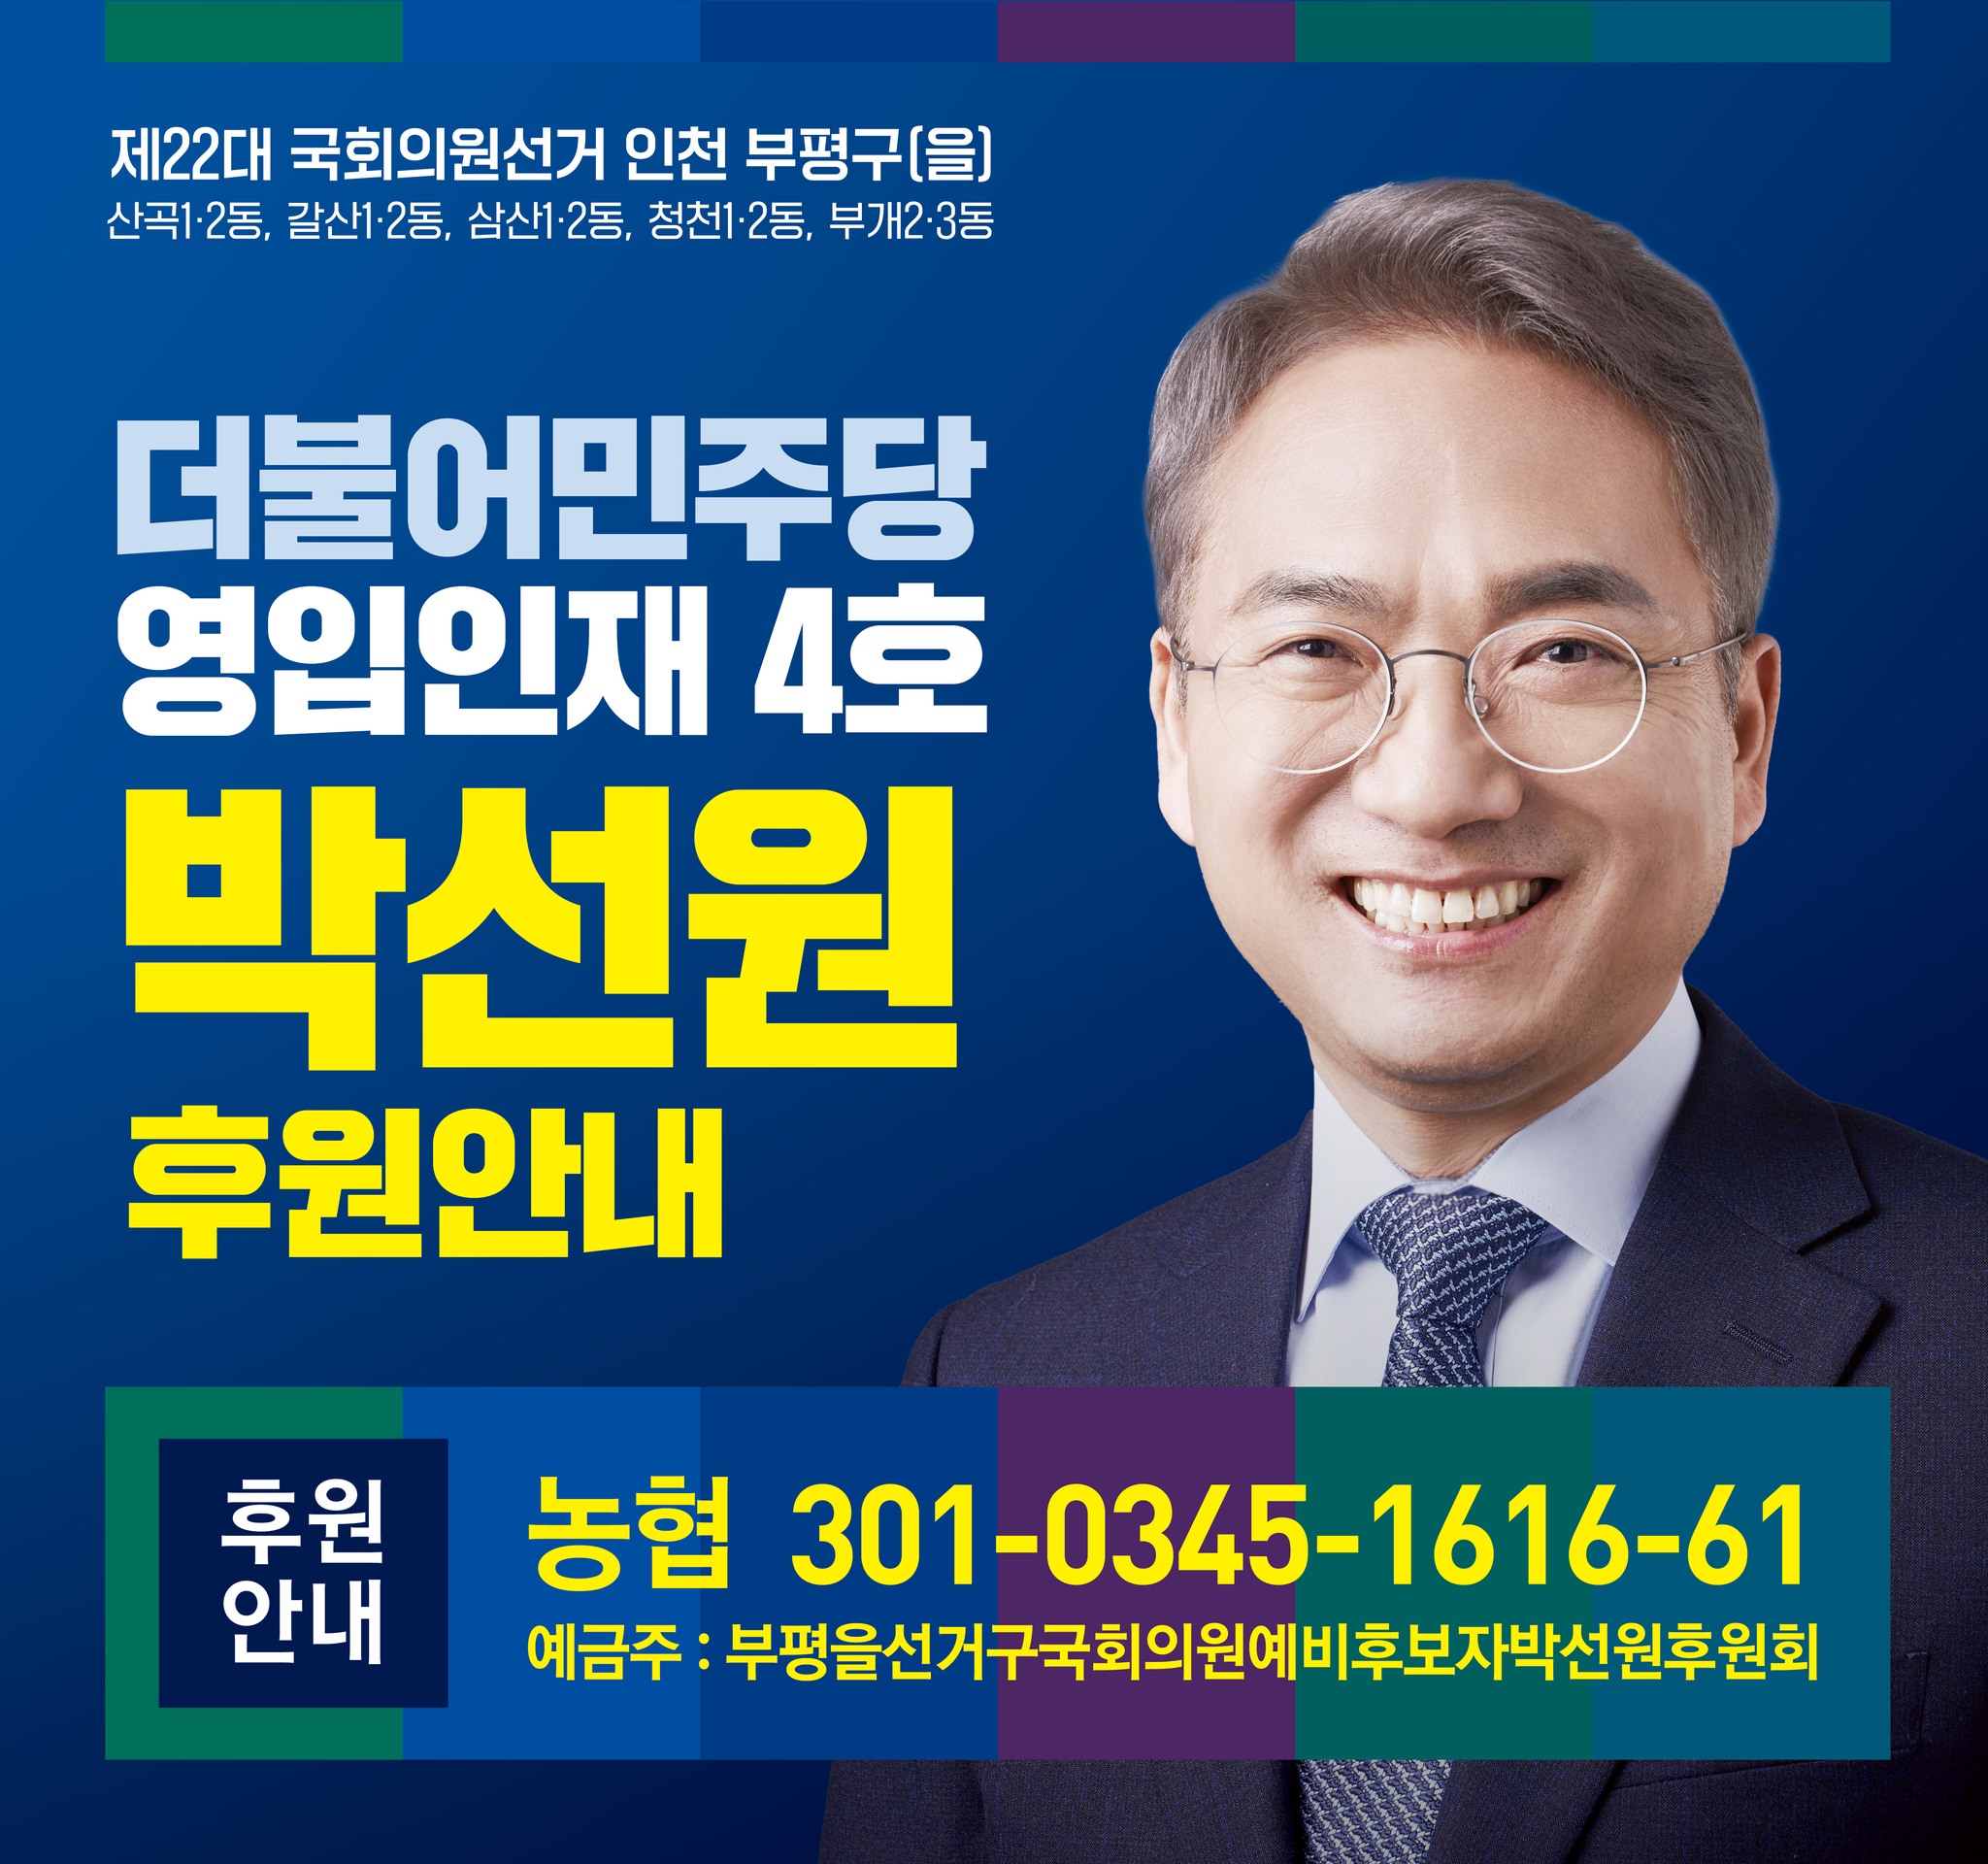 제22대 국회의원선거 인천 부평구(을)
산곡1·2동, 갈산1·2동, 삼산1·2동, 청천1·2동, 부개2·3동
더불어민주당
영입인재 4호
박선원
후원안내
후원
안내
농협 301-0345-1616-61
예금주 : 부평을선거구국회의원예비후보자박선원후원회